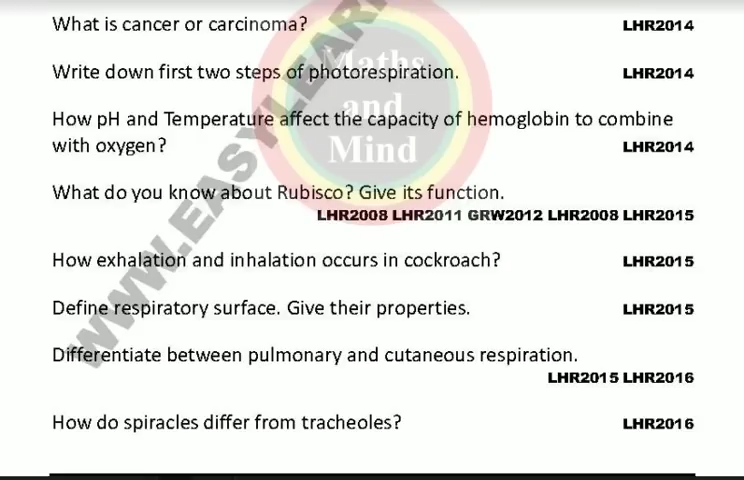 What is cancer or carcinoma? LHR2014
Write down first two steps of photorespiration. LHR2014
How pH and Temperature affect the capacity of hemoglobin to combine
with oxygen? LHR2014
What do you know about Rubisco? Give its function.
LHR2008 LHR2011 GRW2012 LHR2008 LHR2015
How exhalation and inhalation occurs in cockroach? LHR2015
Define respiratory surface. Give their properties. LHR2015
Differentiate between pulmonary and cutaneous respiration.
LHR2015 LHR2016
How do spiracles differ from tracheoles? LHR2016
Maths
and
Mind
WWW.EASYLEARN